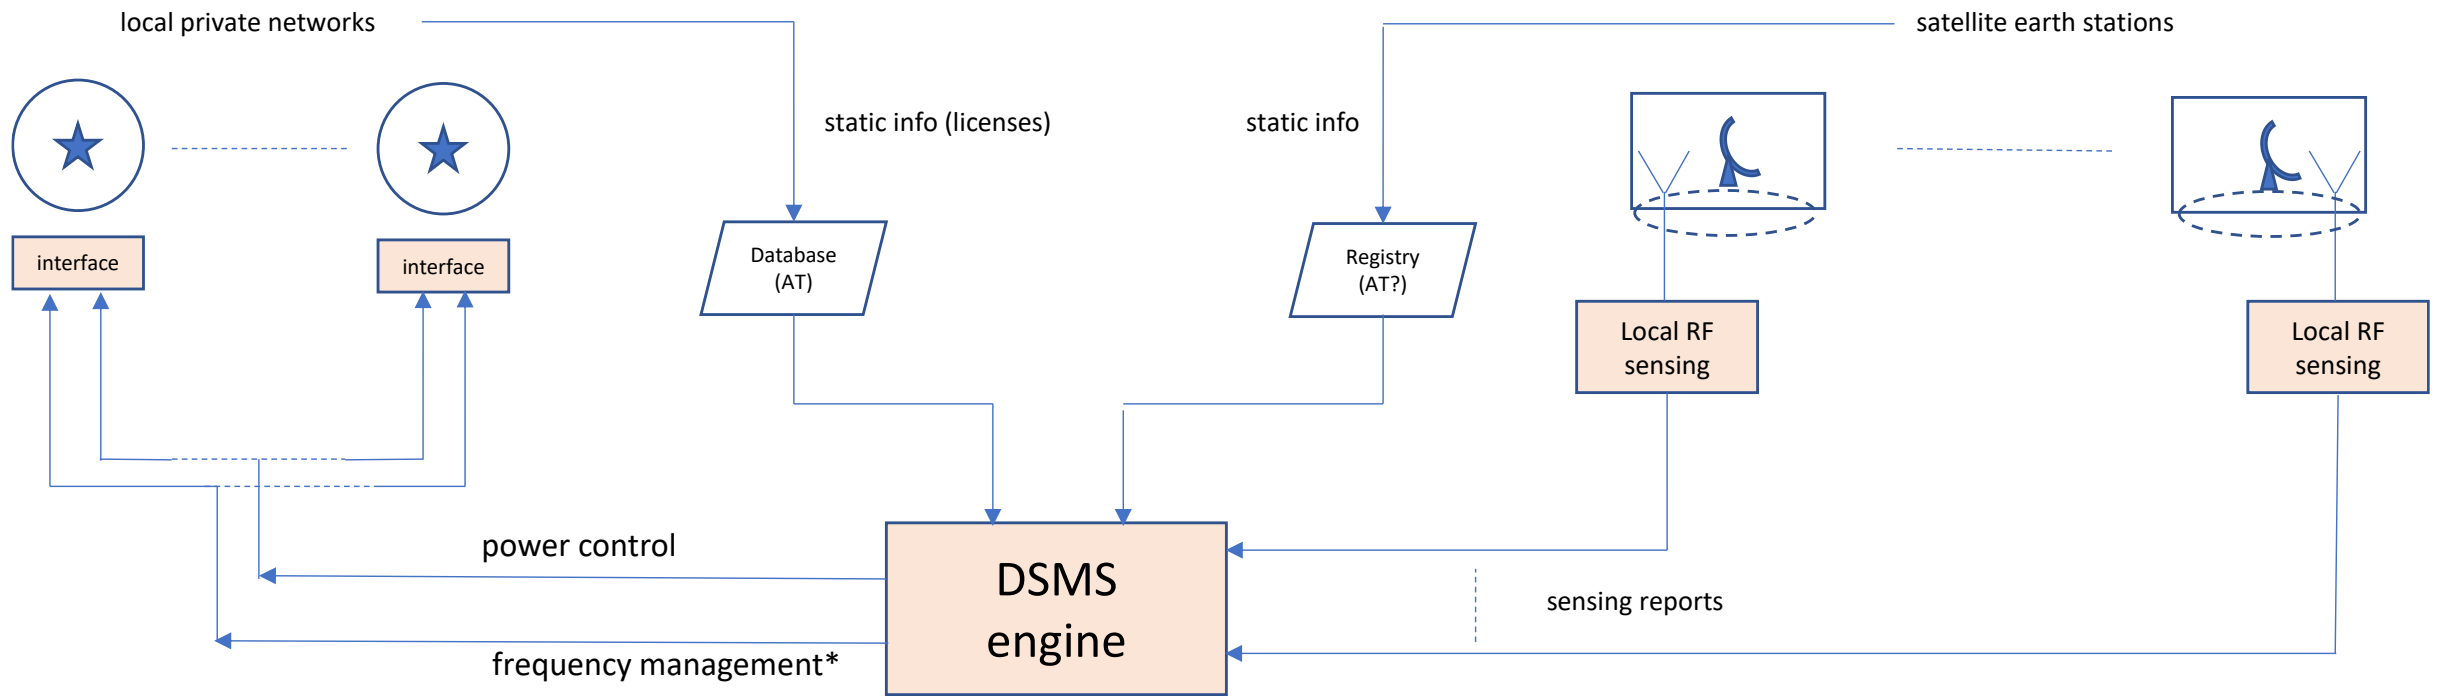 local private networks
satellite earth stations
static info (licenses)
static info
interface
interface
Database
(AT)
Registry
(AT?)
Local RF
sensing
Local RF
sensing
power control
DSMS
engine
sensing reports
frequency management*